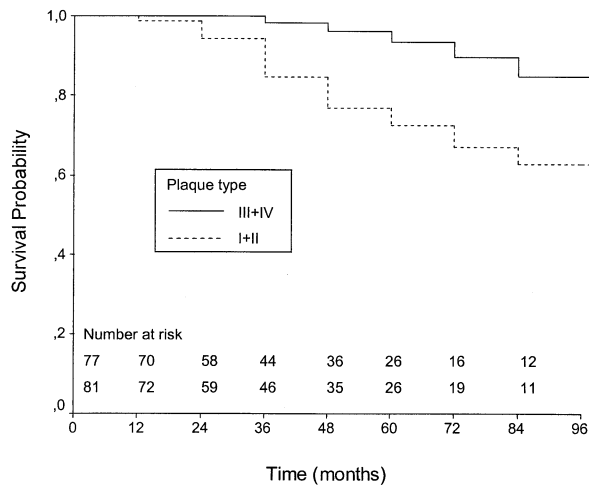 1,0
,8
,6
,4
,2
,0
Survival Probability
Plaque type
III+IV
I+II
Number at risk
77 70 58 44 36 26 16 12
81 72 59 46 35 26 19 11
0 12 24 36 48 60 72 84 96
Time (months)